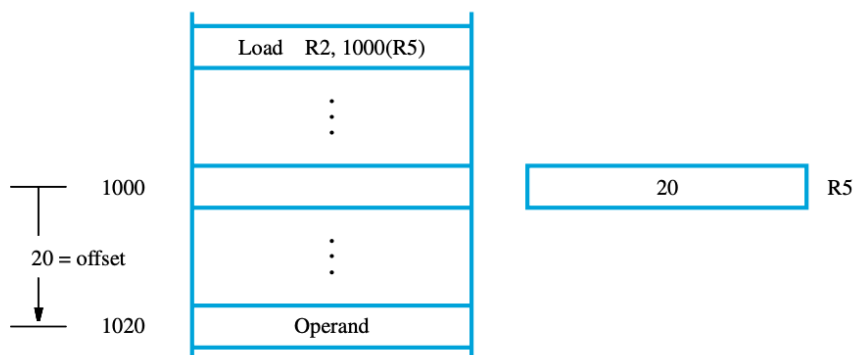 Load R2, 1000(R5)
1000
20
R5
20 = offset
1020
Operand